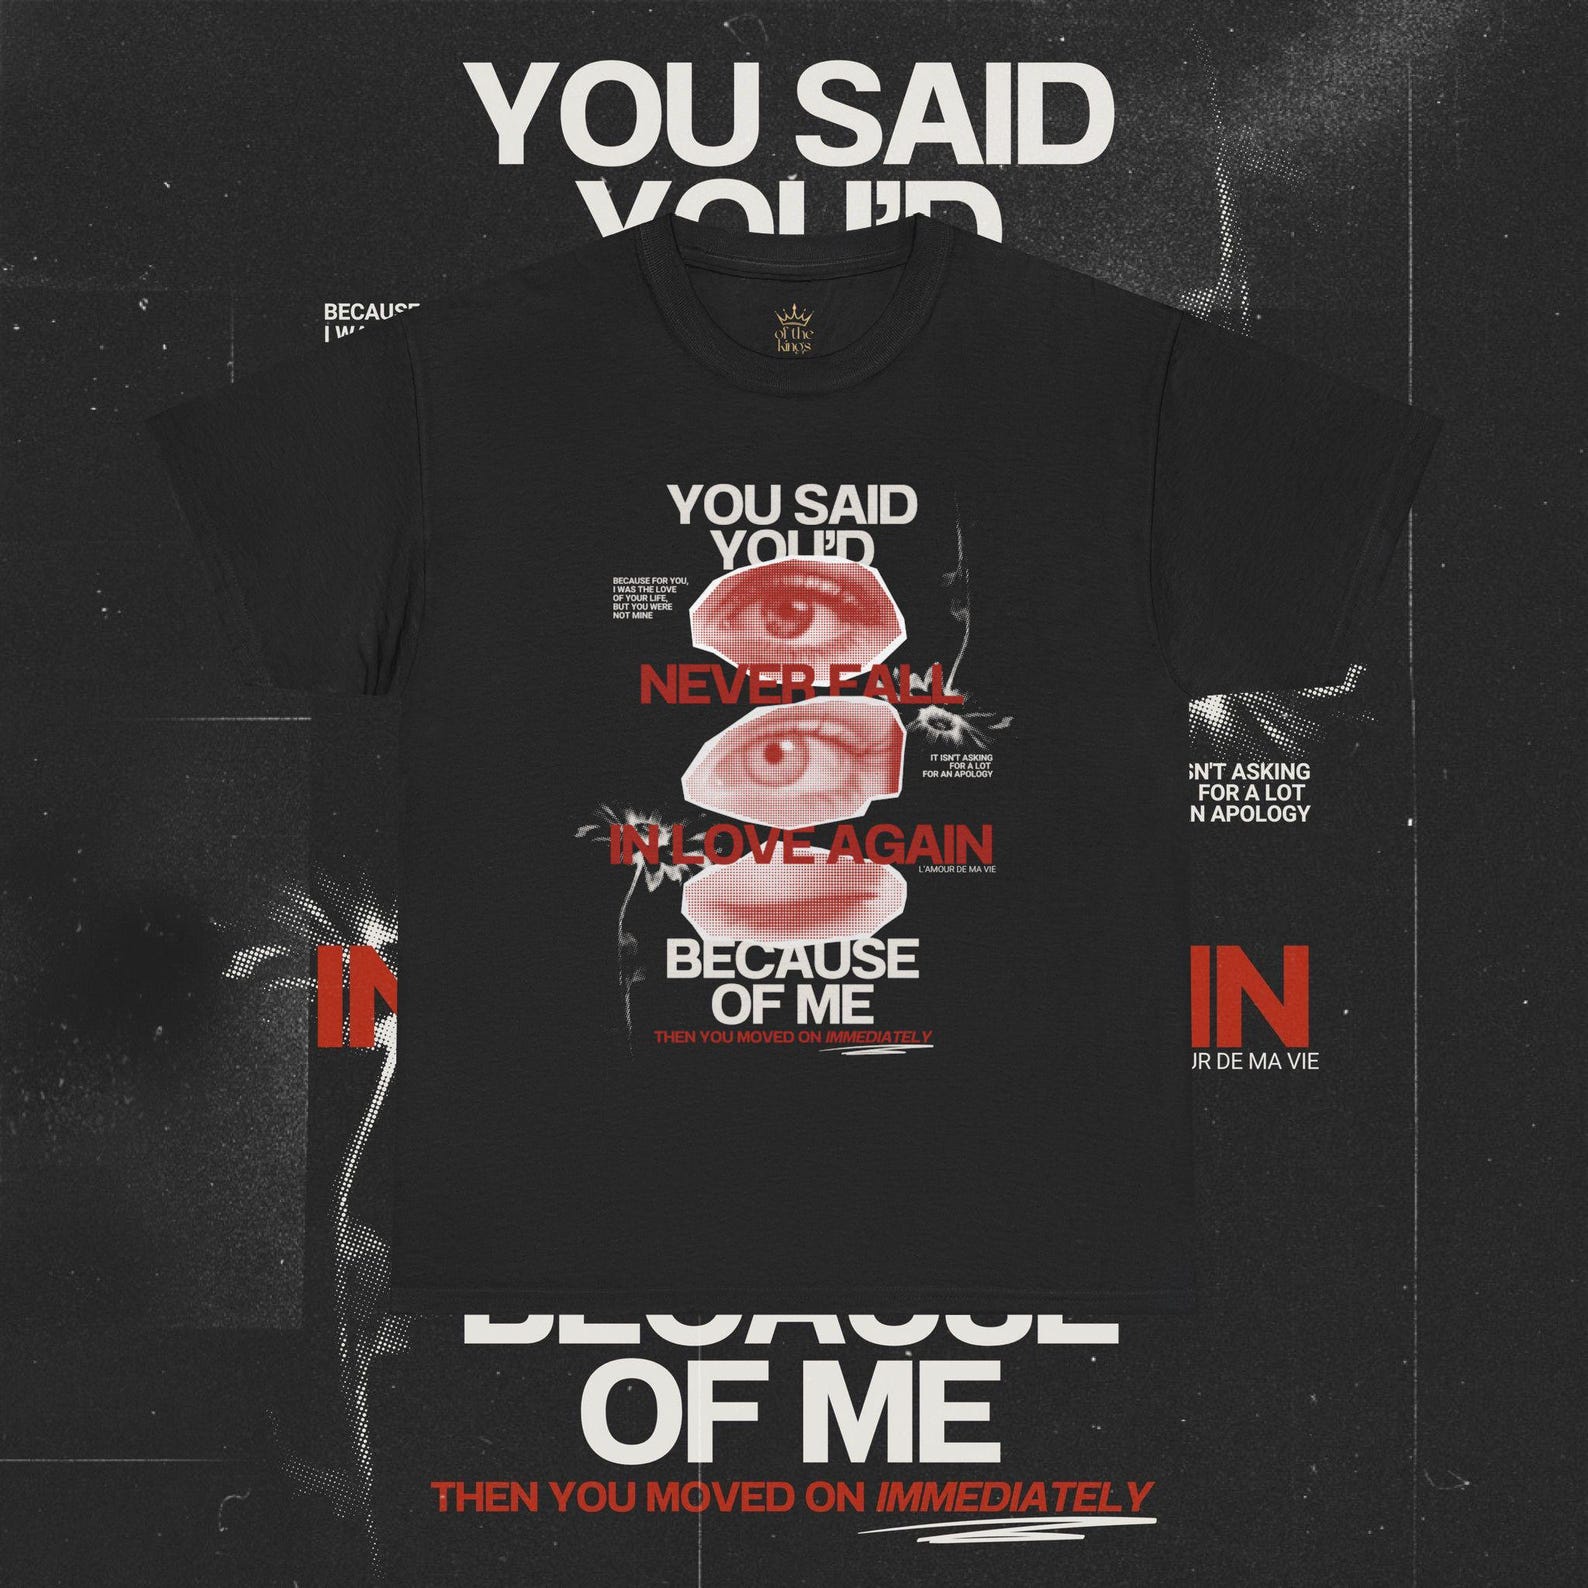 YOU SAID
YOU'D
BECAUSE
of the
kings
YOU SAID
YOU'D
BECAUSE FOR YOU,
I WAS THE LOVE
OF YOUR LIFE,
BUT YOU WERE
NOT MINE
NEVER FALL
IT ISN'T ASKING
FOR A LOT
FOR AN APOLOGY
IN LOVE AGAIN
L'AMOUR DE MA VIE
BECAUSE
OF ME
THEN YOU MOVED ON IMMEDIATELY
SN'T ASKING
FOR A LOT
N APOLOGY
IN
IN
UR DE MA VIE
BECAUSE
OF ME
THEN YOU MOVED ON IMMEDIATELY